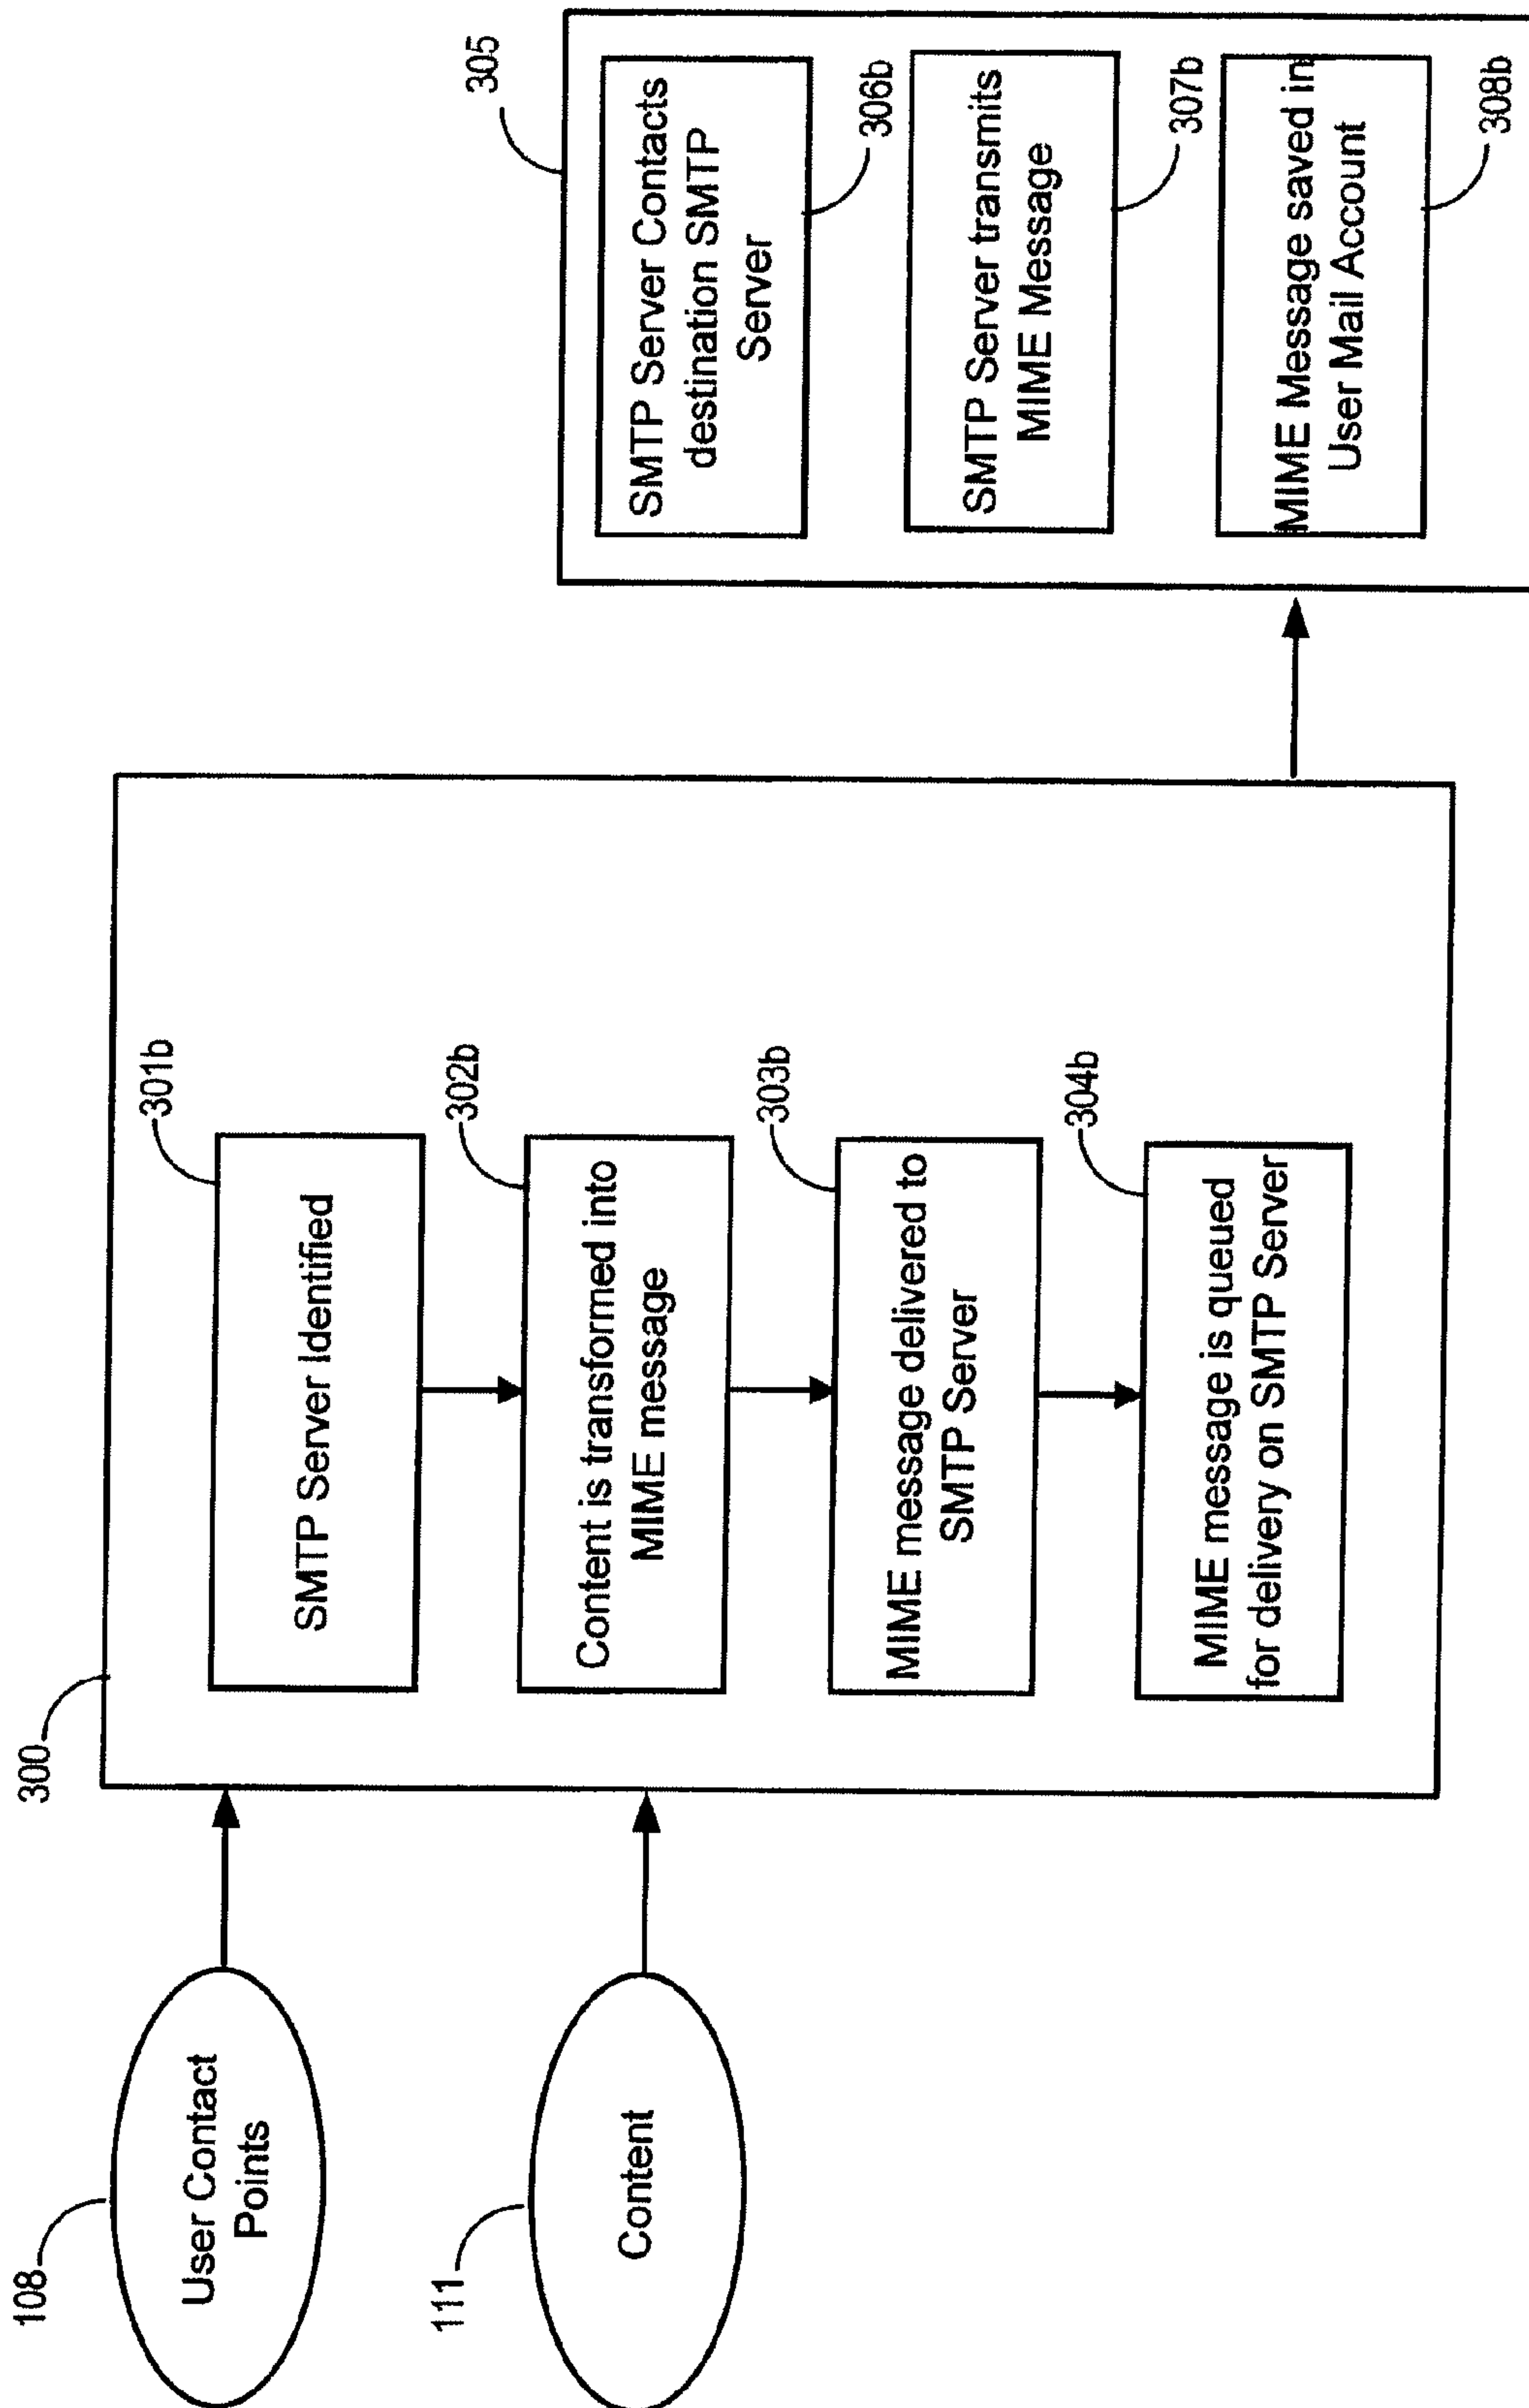 108
User Contact
Points
111
Content
300
SMTP Server Identified
301b
Content is transformed into
MIME message
302b
MIME message delivered to
SMTP Server
303b
MIME message is queued
for delivery on SMTP Server
304b
305
SMTP Server Contacts
destination SMTP
Server
306b
SMTP Server transmits
MIME Message
307b
MIME Message saved in
User Mail Account
308b